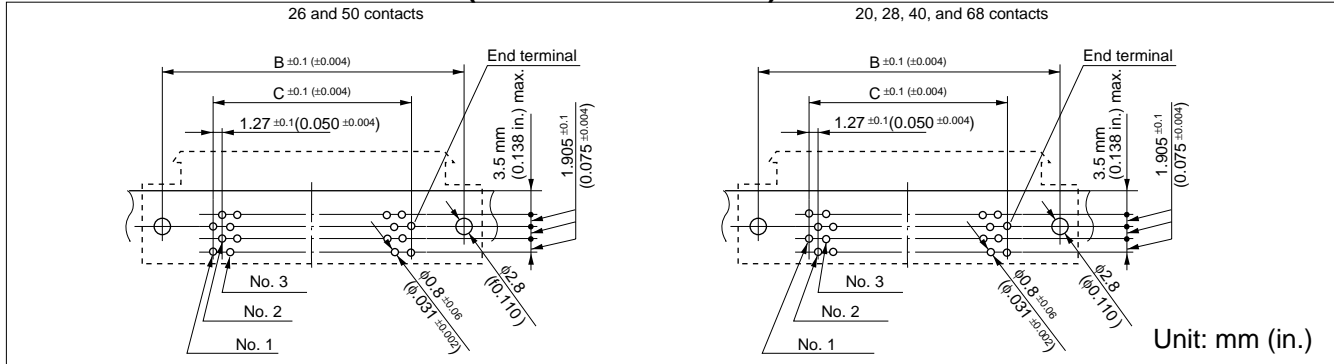 26 and 50 contacts
B ±0.1 (±0.004)
End terminal
C ±0.1 (±0.004)
1.27 ±0.1(0.050 ±0.004)
3.5 mm
(0.138 in.) max.
1.905 ±0.1
(0.075 ±0.004)
No. 3
No. 2
No. 1
ϕ0.8 ±0.06
(ϕ.031 ±0.002)
ϕ2.8
(f0.110)
20, 28, 40, and 68 contacts
B ±0.1 (±0.004)
End terminal
C ±0.1 (±0.004)
1.27 ±0.1(0.050 ±0.004)
3.5 mm
(0.138 in.) max.
1.905 ±0.1
(0.075 ±0.004)
No. 3
No. 2
No. 1
ϕ0.8 ±0.06
(ϕ.031 ±0.002)
ϕ2.8
(ϕ0.110)
Unit: mm (in.)